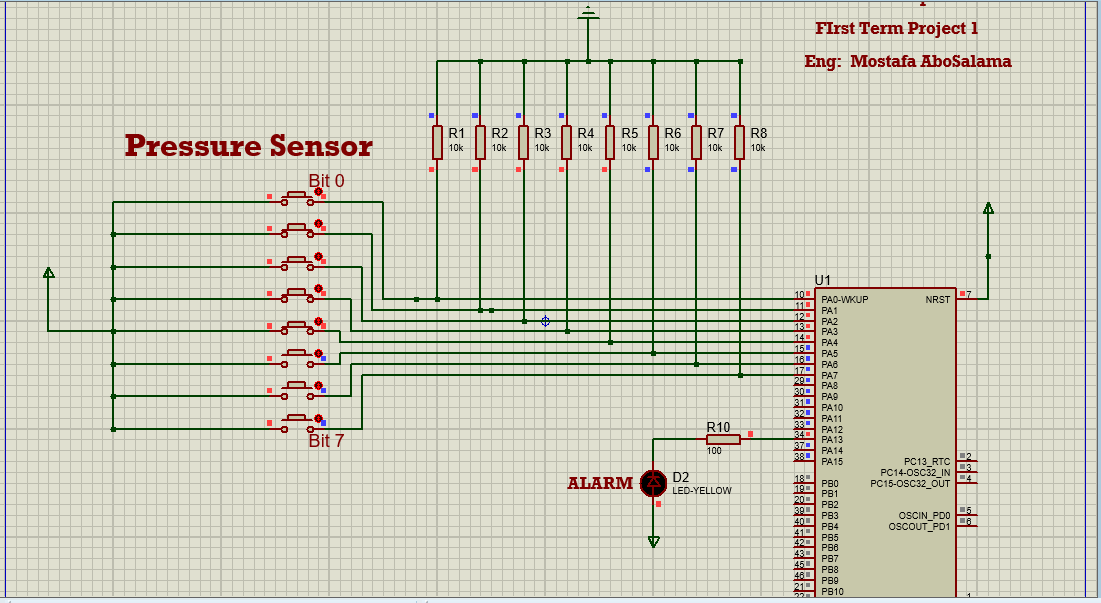 FIrst Term Project 1
Eng: Mostafa AboSalama
R1
10k
R2
10k
R3
10k
R4
10k
R5
10k
R6
10k
R7
10k
R8
10k
Pressure Sensor
Bit 0
Bit 7
U1
10 PA0-WKUP
11 PA1
12 PA2
13 PA3
14 PA4
15 PA5
16 PA6
17 PA7
29 PA8
30 PA9
31 PA10
32 PA11
33 PA12
34 PA13
37 PA14
38 PA15
18 PB0
19 PB1
20 PB2
39 PB3
40 PB4
41 PB5
42 PB6
43 PB7
45 PB8
46 PB9
21 PB10
NRST 7
PC13_RTC 2
PC14-OSC32_IN 3
PC15-OSC32_OUT 4
OSCIN_PD0 5
OSCOUT_PD1 6
R10
100
ALARM
D2
LED-YELLOW